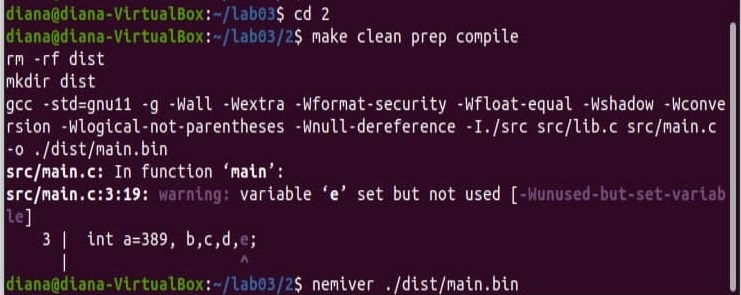 diana@diana-VirtualBox:~/lab03$ cd 2
diana@diana-VirtualBox:~/lab03/2$ make clean prep compile
rm -rf dist
mkdir dist
gcc -std=gnu11 -g -Wall -Wextra -Wformat-security -Wfloat-equal -Wshadow -Wconve
rsion -Wlogical-not-parentheses -Wnull-dereference -I./src src/lib.c src/main.c
-o ./dist/main.bin
src/main.c: In function ‘main’:
src/main.c:3:19: warning: variable ‘e’ set but not used [-Wunused-but-set-variab
le]
3 | int a=389, b,c,d,e;
| ^
diana@diana-VirtualBox:~/lab03/2$ nemiver ./dist/main.bin